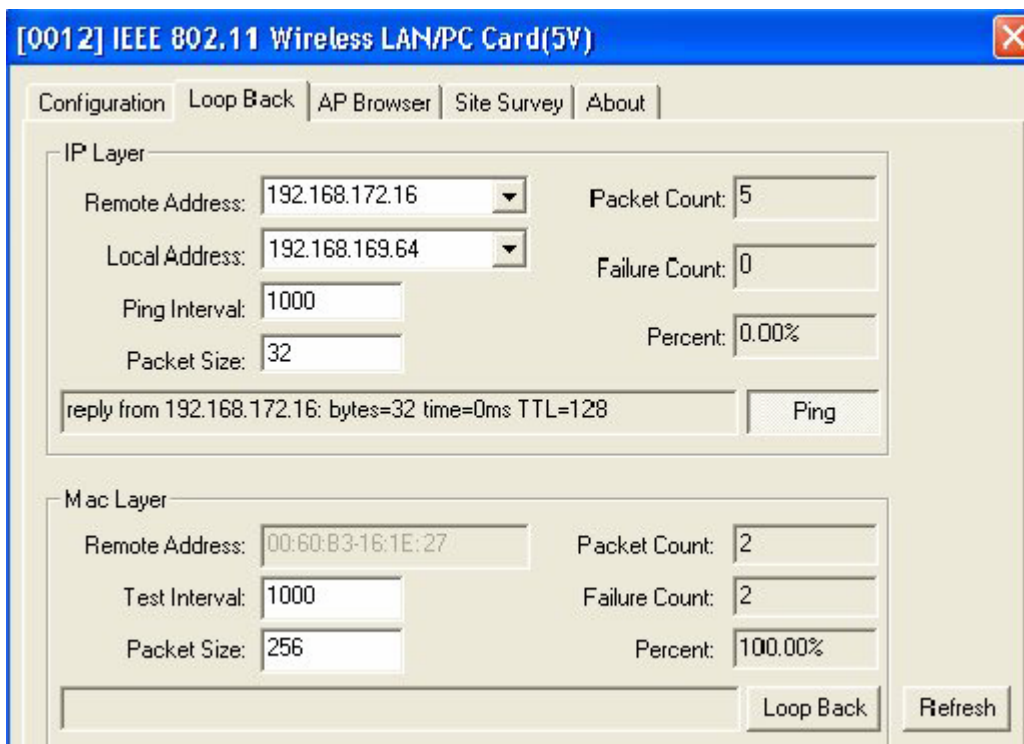 [0012] IEEE 802.11 Wireless LAN/PC Card(5V)
Configuration Loop Back AP Browser Site Survey About
IP Layer
Remote Address: 192.168.172.16 Packet Count: 5
Local Address: 192.168.169.64 Failure Count: 0
Ping Interval: 1000
Percent: 0.00%
Packet Size: 32
reply from 192.168.172.16: bytes=32 time=0ms TTL=128 Ping
Mac Layer
Remote Address: 00:60:B3-16:1E:27 Packet Count: 2
Test Interval: 1000 Failure Count: 2
Packet Size: 256 Percent: 100.00%
Loop Back Refresh